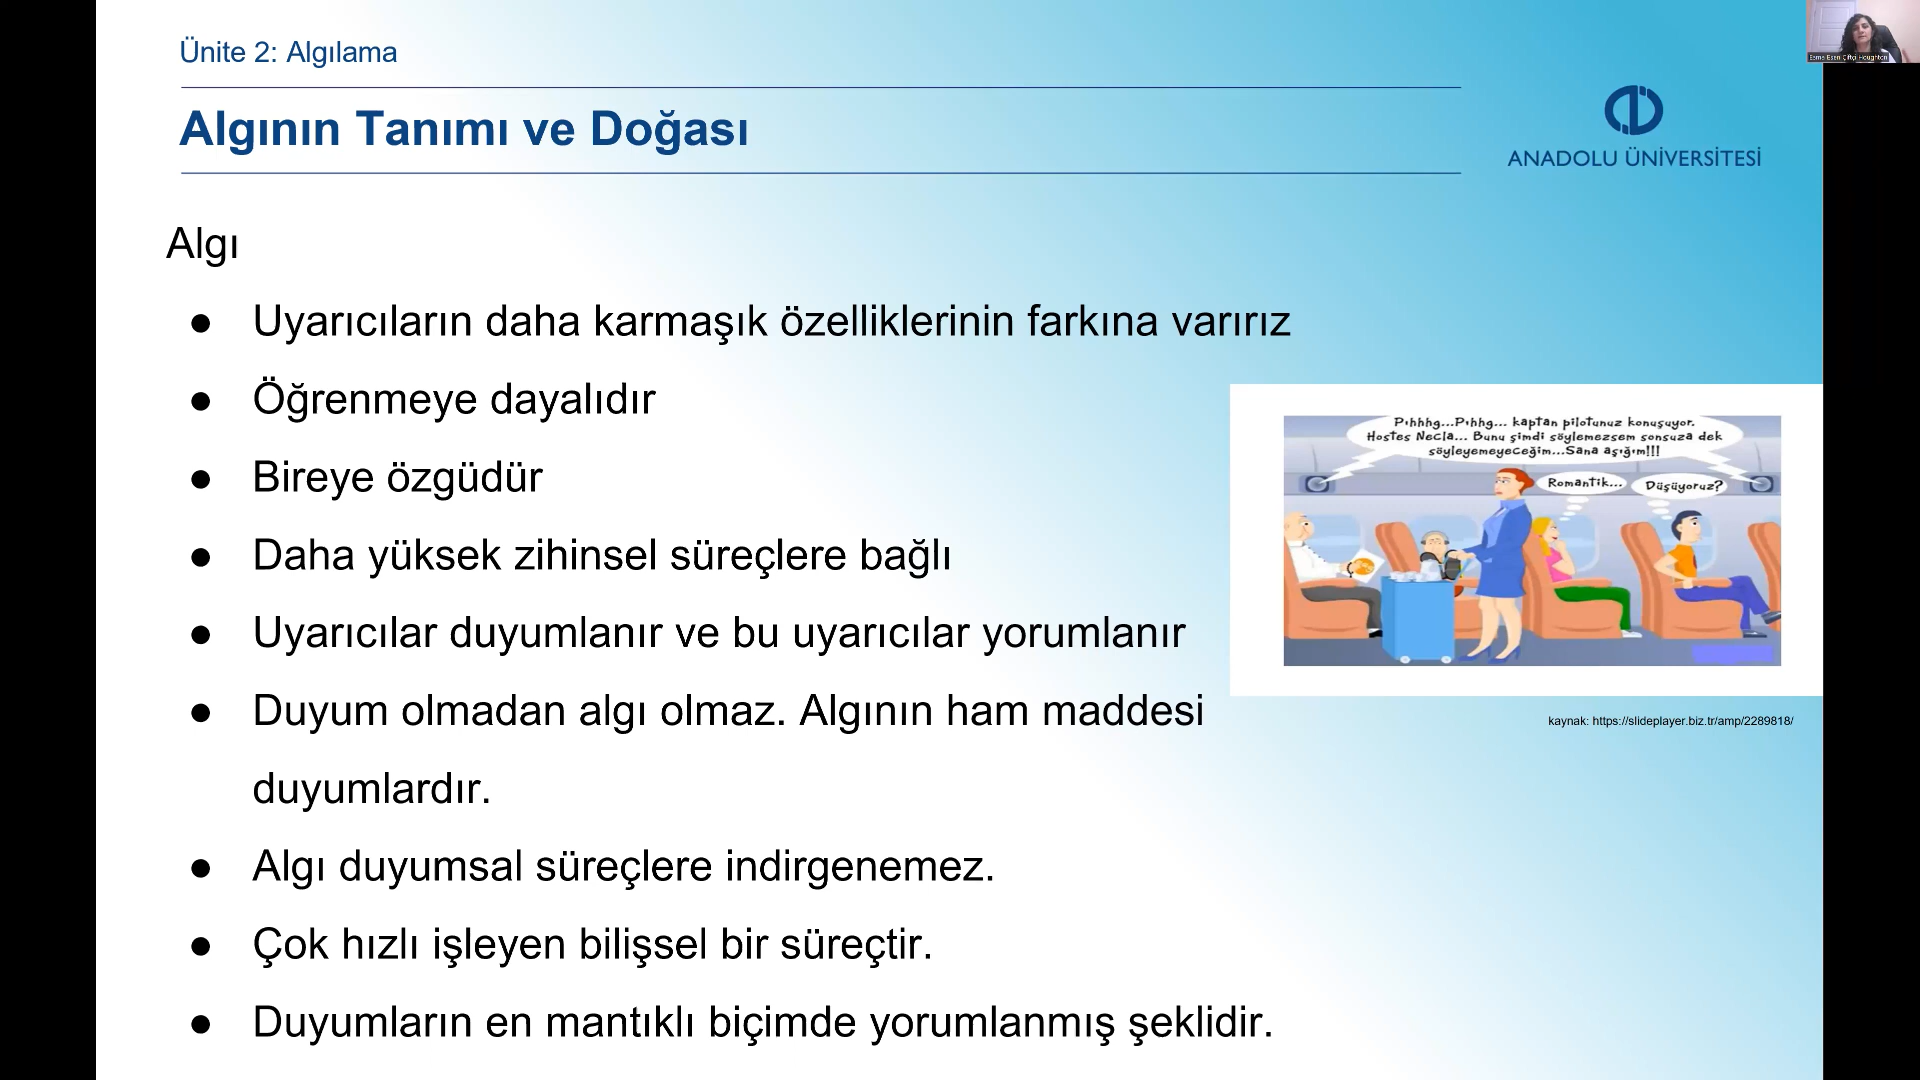 Ünite 2: Algılama
Algının Tanımı ve Doğası
ANADOLU ÜNİVERSİTESİ
Esma Esen Çiftçi Houghton
Algı
● Uyarıcıların daha karmaşık özelliklerinin farkına varırız
● Öğrenmeye dayalıdır
● Bireye özgüdür
● Daha yüksek zihinsel süreçlere bağlı
● Uyarıcılar duyumlanır ve bu uyarıcılar yorumlanır
● Duyum olmadan algı olmaz. Algının ham maddesi
duyumlardır.
● Algı duyumsal süreçlere indirgenemez.
● Çok hızlı işleyen bilişsel bir süreçtir.
● Duyumların en mantıklı biçimde yorumlanmış şeklidir.
Pıhhhg...Pıhhg... kaptan pilotunuz konuşuyor.
Hostes Necla... Bunu şimdi söylemezsem sonsuza dek
söyleyemeyeceğim...Sana aşığım!!!
Romantik...
Düşüyoruz?
kaynak: https://slideplayer.biz.tr/amp/2289818/